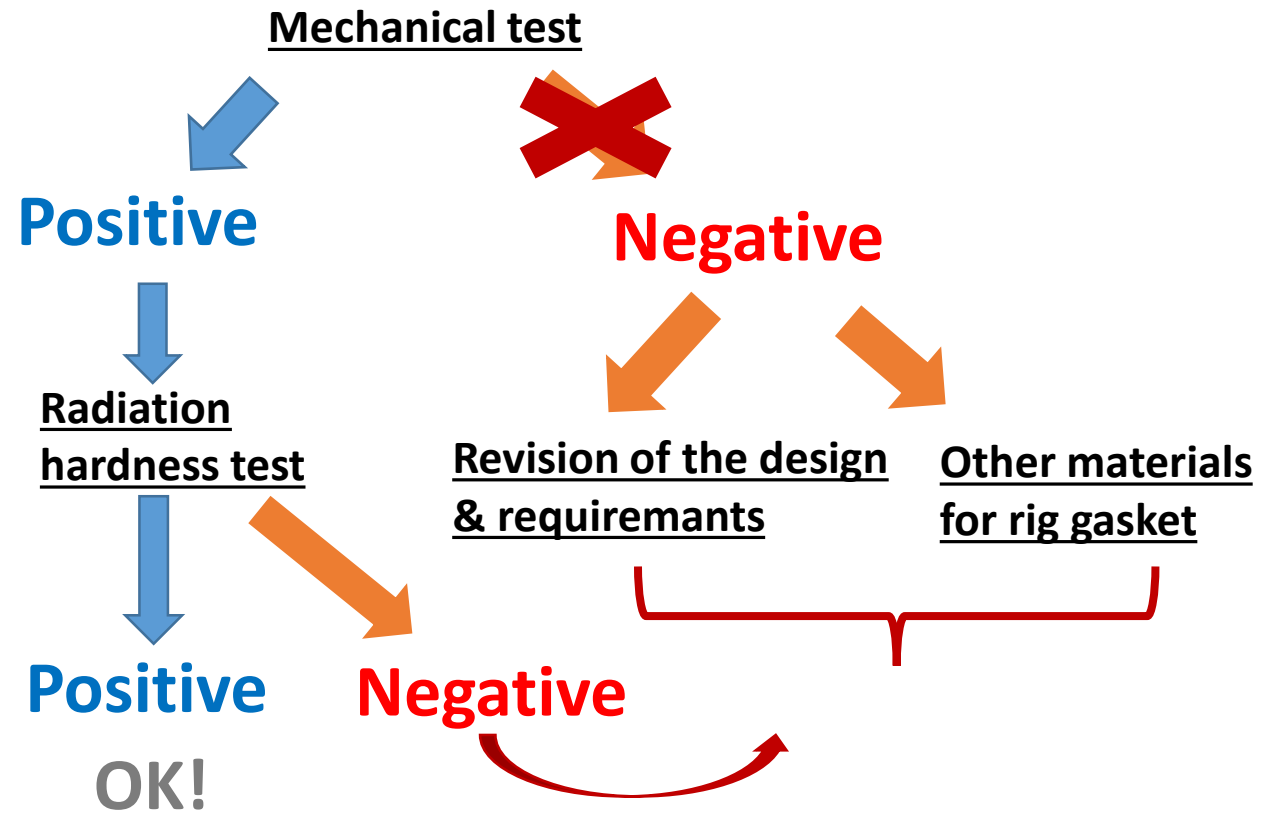 Mechanical test
Positive
Negative
Radiation
hardness test
Revision of the design
& requiremants
Other materials
for rig gasket
Positive
Negative
OK!